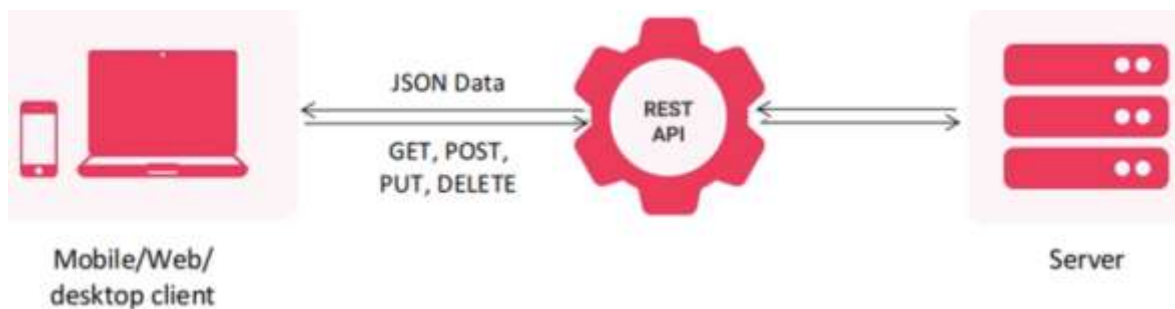 JSON Data
GET, POST,
PUT, DELETE
REST
API
Mobile/Web/
desktop client
Server